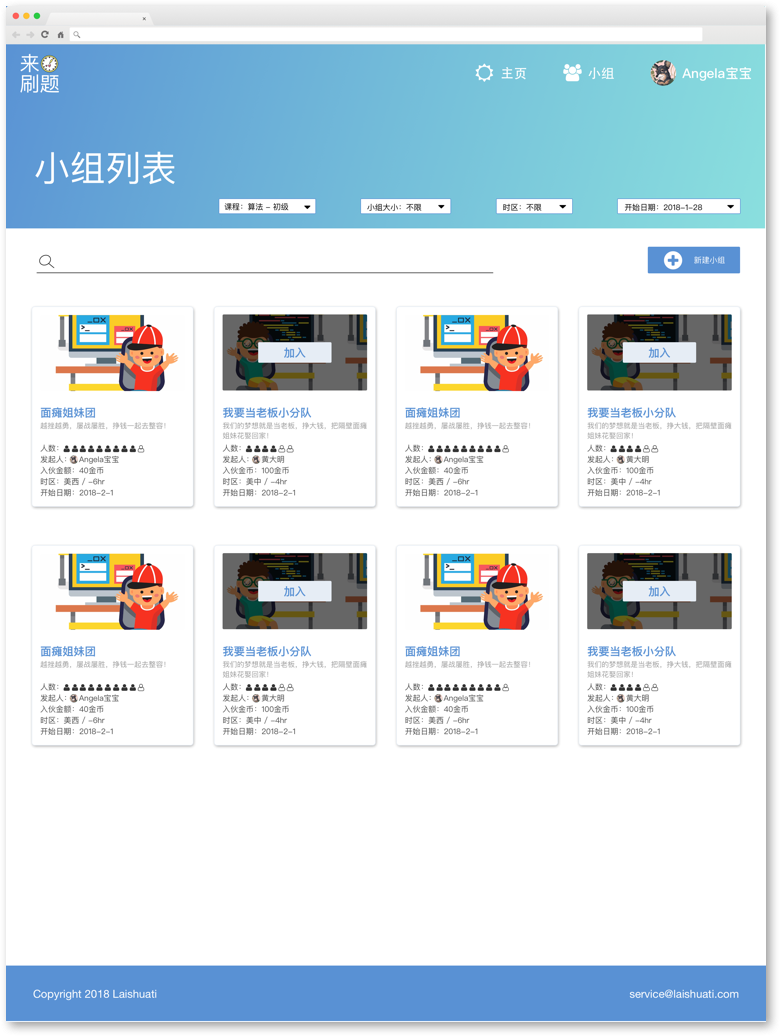 来
刷题
主页
小组
Angela宝宝
小组列表
课程：算法 - 初级
小组大小：不限
时区：不限
开始日期：2018-1-28
新建小组
面瘫姐妹团
越挫越勇，屡战屡胜，挣钱一起去整容！
人数：
发起人：Angela宝宝
入伙金额：40金币
时区：美西 / -6hr
开始日期：2018-2-1
加入
我要当老板小分队
我们的梦想就是当老板，挣大钱，把隔壁面瘫
姐妹花娶回家！
人数：
发起人：黄大明
入伙金币：100金币
时区：美中 / -4hr
开始日期：2018-2-1
面瘫姐妹团
越挫越勇，屡战屡胜，挣钱一起去整容！
人数：
发起人：Angela宝宝
入伙金额：40金币
时区：美西 / -6hr
开始日期：2018-2-1
加入
我要当老板小分队
我们的梦想就是当老板，挣大钱，把隔壁面瘫
姐妹花娶回家！
人数：
发起人：黄大明
入伙金币：100金币
时区：美中 / -4hr
开始日期：2018-2-1
面瘫姐妹团
越挫越勇，屡战屡胜，挣钱一起去整容！
人数：
发起人：Angela宝宝
入伙金额：40金币
时区：美西 / -6hr
开始日期：2018-2-1
加入
我要当老板小分队
我们的梦想就是当老板，挣大钱，把隔壁面瘫
姐妹花娶回家！
人数：
发起人：黄大明
入伙金币：100金币
时区：美中 / -4hr
开始日期：2018-2-1
面瘫姐妹团
越挫越勇，屡战屡胜，挣钱一起去整容！
人数：
发起人：Angela宝宝
入伙金额：40金币
时区：美西 / -6hr
开始日期：2018-2-1
加入
我要当老板小分队
我们的梦想就是当老板，挣大钱，把隔壁面瘫
姐妹花娶回家！
人数：
发起人：黄大明
入伙金币：100金币
时区：美中 / -4hr
开始日期：2018-2-1
Copyright 2018 Laishuati
service@laishuati.com